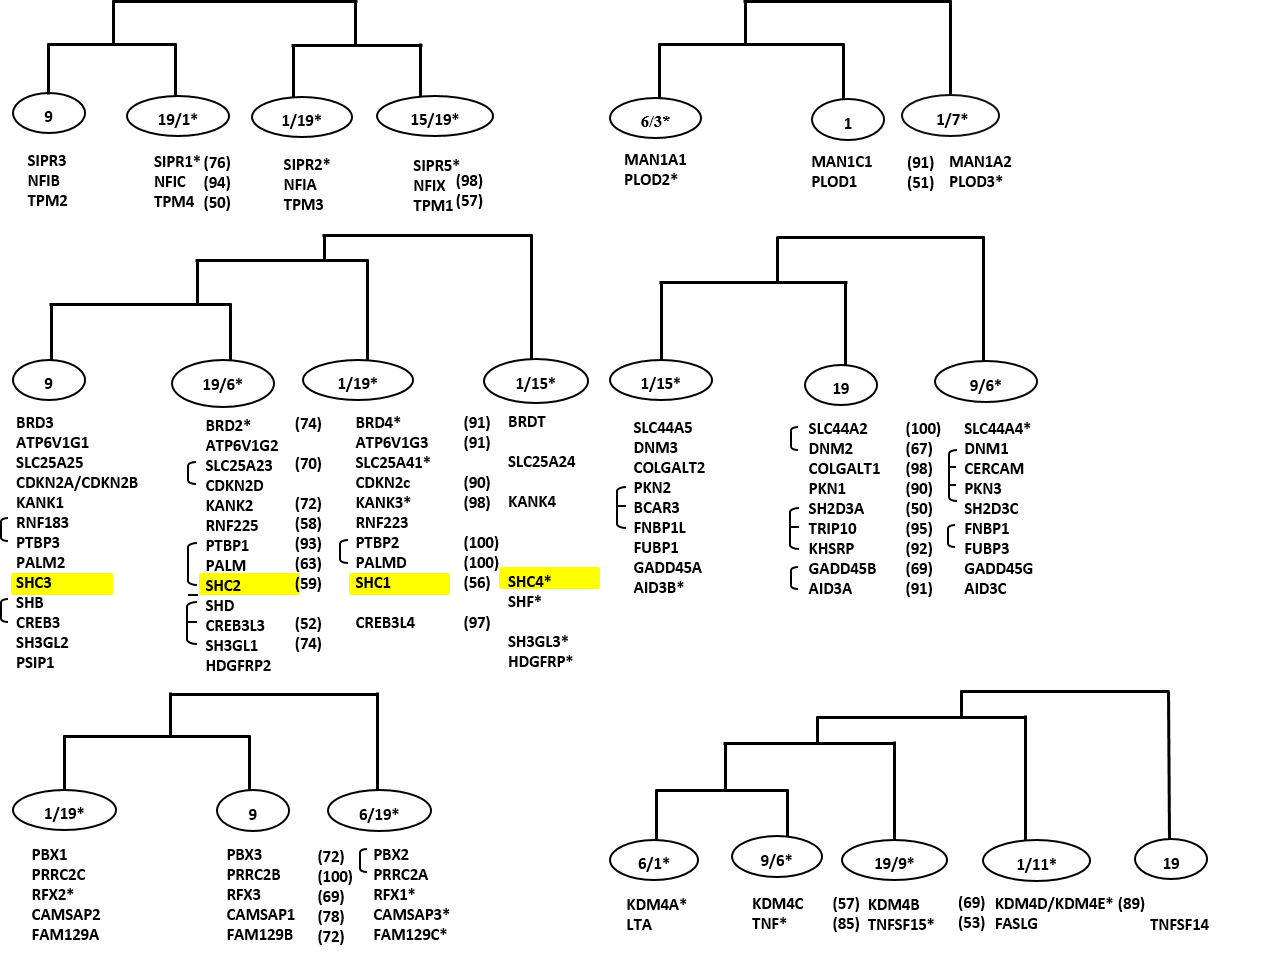 9
19/1*
1/19*
15/19*
SIPR3
NFIB
TPM2
SIPR1* (76)
NFIC (94)
TPM4 (50)
SIPR2*
NFIA
TPM3
SIPR5*
NFIX (98)
TPM1 (57)
6/3*
1
1/7*
MAN1A1
PLOD2*
MAN1C1 (91)
PLOD1 (51)
MAN1A2
PLOD3*
9
19/6*
1/19*
1/15*
BRD3
ATP6V1G1
SLC25A25
CDKN2A/CDKN2B
KANK1
RNF183
PTBP3
PALM2
SHC3
SHB
CREB3
SH3GL2
PSIP1
BRD2* (74)
ATP6V1G2
SLC25A23 (70)
CDKN2D
KANK2 (72)
RNF225 (58)
PTBP1 (93)
PALM (63)
SHC2 (59)
SHD
CREB3L3 (52)
SH3GL1 (74)
HDGFRP2
BRD4* (91)
ATP6V1G3 (91)
SLC25A41*
CDKN2c (90)
KANK3* (98)
RNF223
PTBP2 (100)
PALMD (100)
SHC1 (56)
CREB3L4 (97)
BRDT
SLC25A24
KANK4
SHC4*
SHF*
SH3GL3*
HDGFRP*
1/15*
19
9/6*
SLC44A5
DNM3
COLGALT2
PKN2
BCAR3
FNBP1L
FUBP1
GADD45A
AID3B*
SLC44A2 (100)
DNM2 (67)
COLGALT1 (98)
PKN1 (90)
SH2D3A (50)
TRIP10 (95)
KHSRP (92)
GADD45B (69)
AID3A (91)
SLC44A4*
DNM1
CERCAM
PKN3
SH2D3C
FNBP1
FUBP3
GADD45G
AID3C
1/19*
9
6/19*
PBX1
PRRC2C
RFX2*
CAMSAP2
FAM129A
PBX3 (72)
PRRC2B (100)
RFX3 (69)
CAMSAP1 (78)
FAM129B (72)
PBX2
PRRC2A
RFX1*
CAMSAP3*
FAM129C*
6/1*
9/6*
19/9*
1/11*
19
KDM4A*
LTA
KDM4C (57)
TNF* (85)
KDM4B (69)
TNFSF15* (53)
KDM4D/KDM4E* (89)
FASLG
TNFSF14